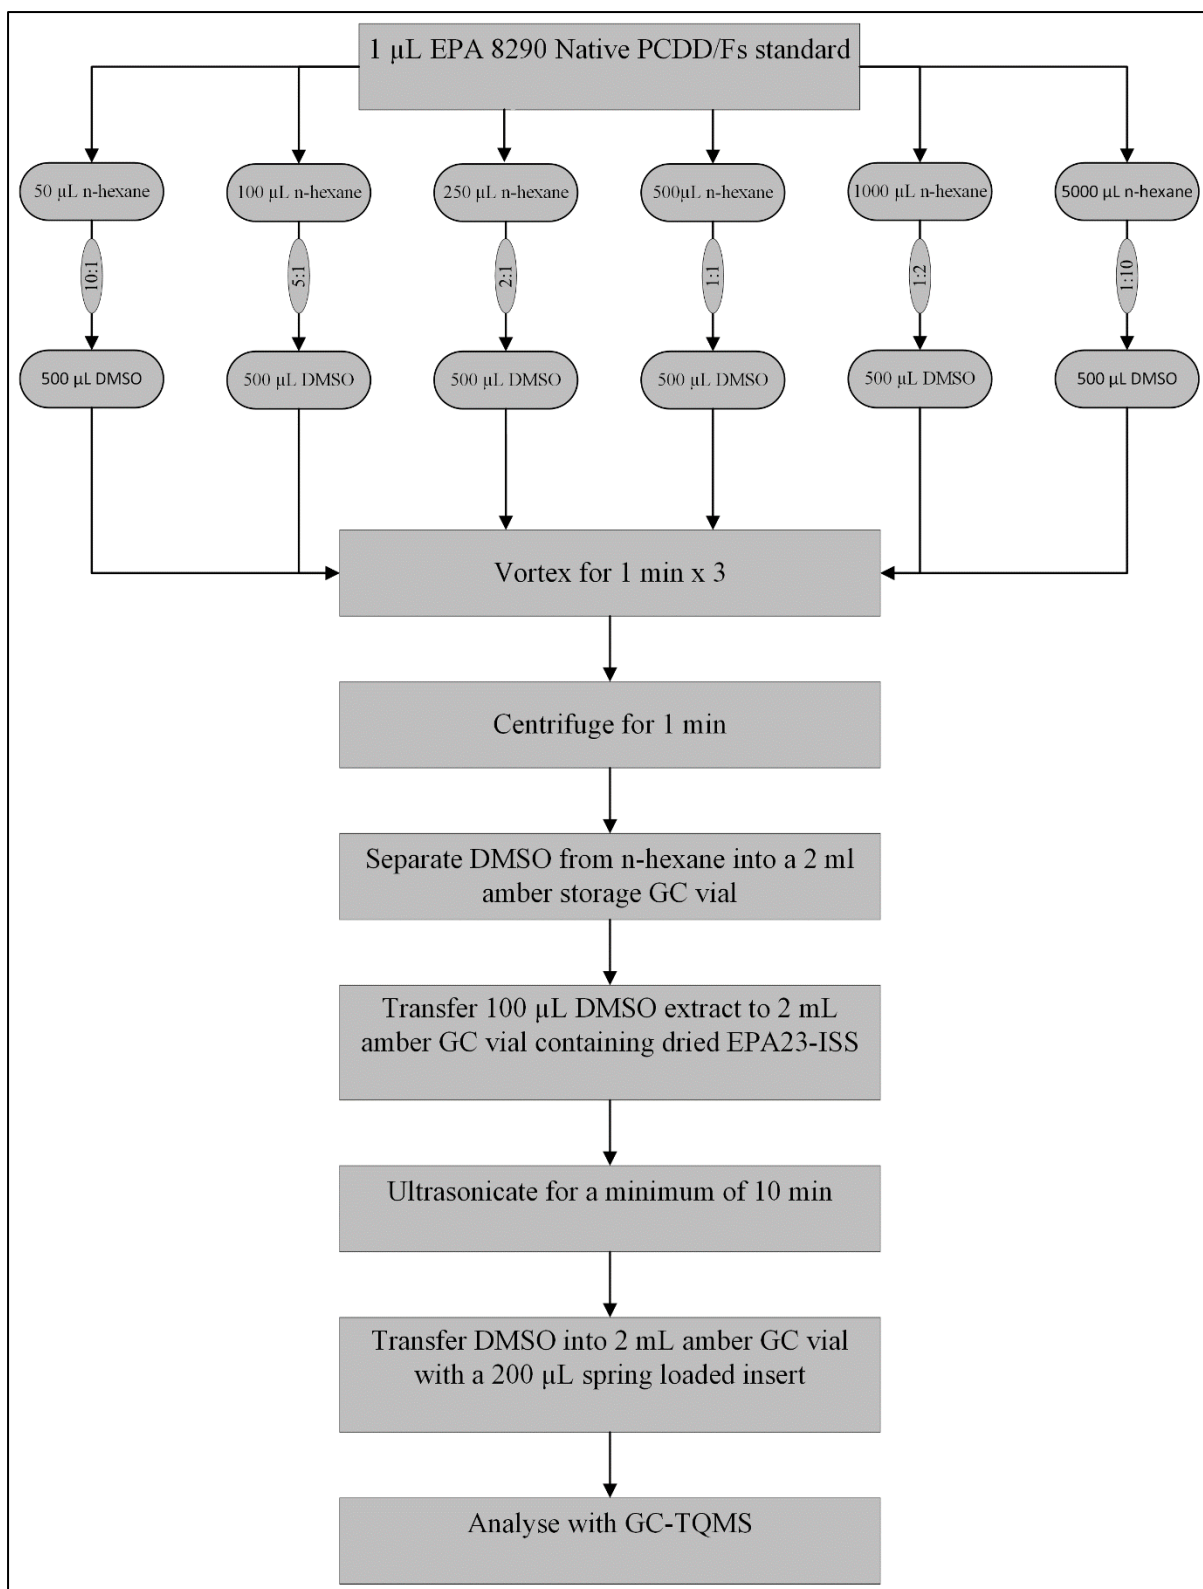 1 µL EPA 8290 Native PCDD/Fs standard
50 µL n-hexane
100 µL n-hexane
250 µL n-hexane
500µL n-hexane
1000 µL n-hexane
5000 µL n-hexane
10:1
5:1
2:1
1:1
1:2
1:10
500 µL DMSO
500 µL DMSO
500 µL DMSO
500 µL DMSO
500 µL DMSO
500 µL DMSO
Vortex for 1 min x 3
Centrifuge for 1 min
Separate DMSO from n-hexane into a 2 ml
amber storage GC vial
Transfer 100 µL DMSO extract to 2 mL
amber GC vial containing dried EPA23-ISS
Ultrasonicate for a minimum of 10 min
Transfer DMSO into 2 mL amber GC vial
with a 200 µL spring loaded insert
Analyse with GC-TQMS